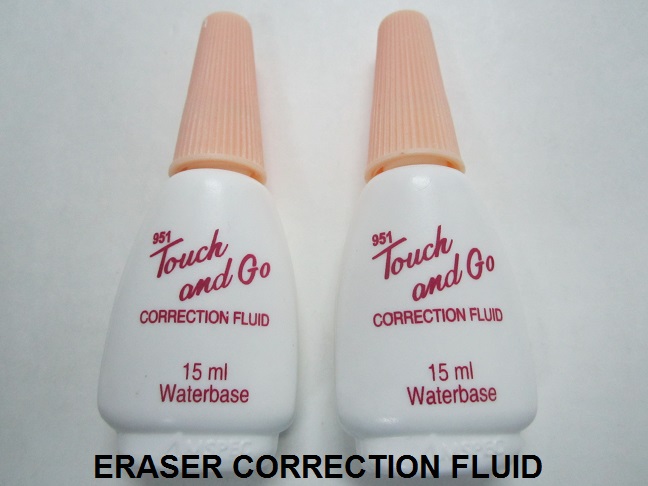 951
Touch
and Go
CORRECTION FLUID
15 ml
Waterbase
951
Touch
and Go
CORRECTION FLUID
15 ml
Waterbase
ERASER CORRECTION FLUID